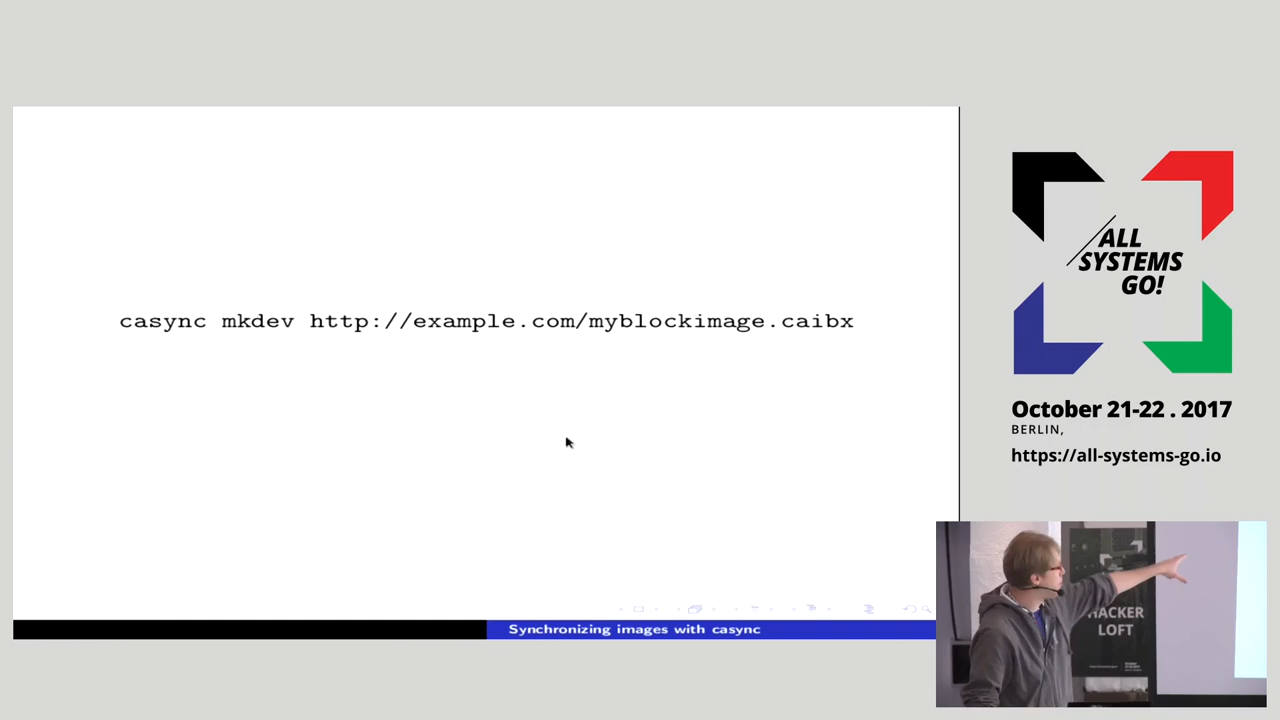 casync mkdev http://example.com/myblockimage.caibx
Synchronizing images with casync
ALL
SYSTEMS
GO!
October 21-22 . 2017
BERLIN,
https://all-systems-go.io
HACKER
LOFT